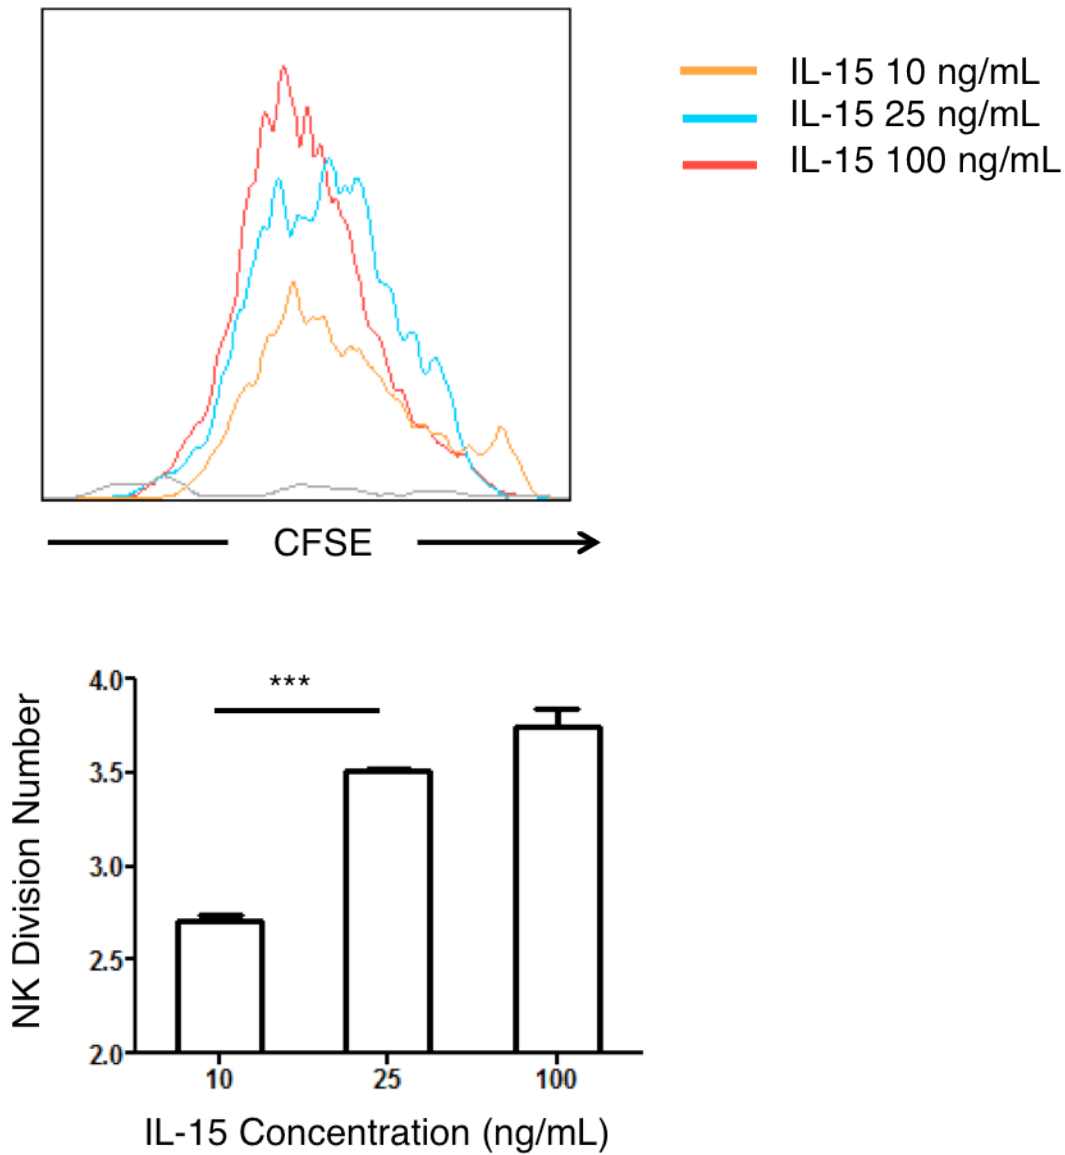 IL-15 10 ng/mL
IL-15 25 ng/mL
IL-15 100 ng/mL
CFSE
***
4.0
3.5
3.0
2.5
2.0
NK Division Number
10 25 100
IL-15 Concentration (ng/mL)